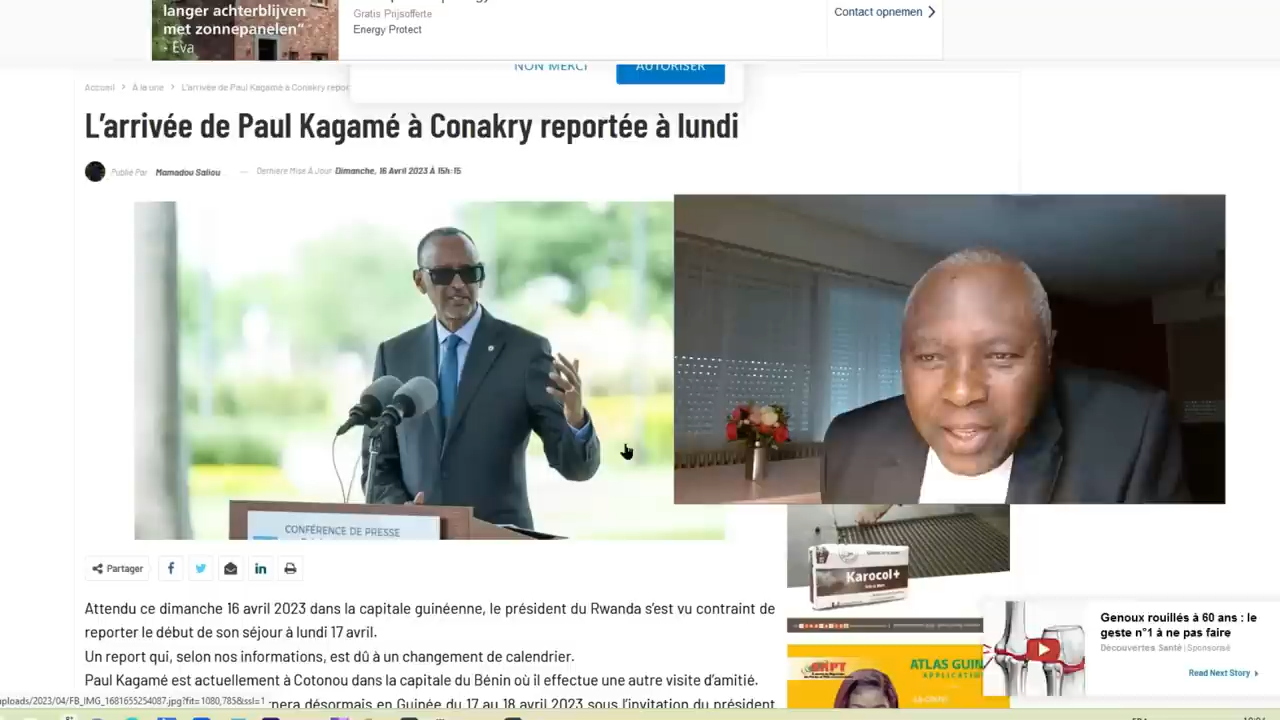 langer achterblijven
met zonnepanelen"
- Eva
Gratis Prijsofferte
Energy Protect
Contact opnemen
NON MERCI
AUTORISER
Accueil > À la une > L'arrivée de Paul Kagamé à Conakry repor
L'arrivée de Paul Kagamé à Conakry reportée à lundi
Publié Par Mamadou Saliou — Dernière Mise À Jour Dimanche, 16 Avril 2023 À 15h:15
CONFÉRENCE DE PRESSE
Partager
Attendu ce dimanche 16 avril 2023 dans la capitale guinéenne, le président du Rwanda s'est vu contraint de
reporter le début de son séjour à lundi 17 avril.
Un report qui, selon nos informations, est dû à un changement de calendrier.
Paul Kagame est actuellement à Cotonou dans la capitale du Bénin où il effectue une autre visite d'amitié.
nera désormais en Guinée du 17 au 18 avril 2023 sous l'invitation du président
uploads/2023/04/FB_IMG_1681655254087.jpg?fit=1080,785&ssl=1
Karocol+
ATLAS GUIN
APPLICATIO
Genoux rouillés à 60 ans : le
geste n°1 à ne pas faire
Découvertes Santé | Sponsorisé
Read Next Story >